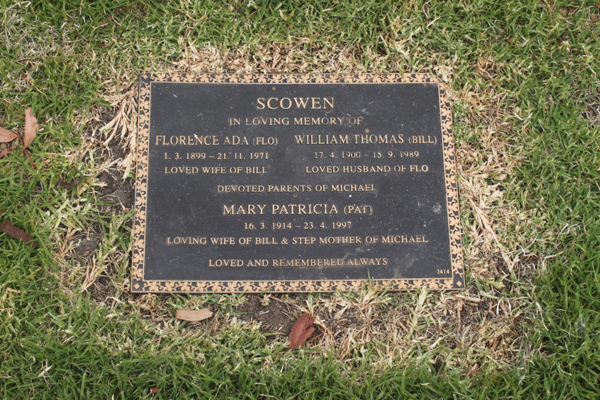 SCOWEN
IN LOVING MEMORY OF
FLORENCE ADA (FLO) WILLIAM THOMAS (BILL)
1. 3. 1899 – 21. 11. 1971 17. 4. 1900 – 15. 9. 1989
LOVED WIFE OF BILL LOVED HUSBAND OF FLO
DEVOTED PARENTS OF MICHAEL
MARY PATRICIA (PAT)
16. 3. 1914 – 23. 4. 1997
LOVING WIFE OF BILL & STEP MOTHER OF MICHAEL
LOVED AND REMEMBERED ALWAYS
1614